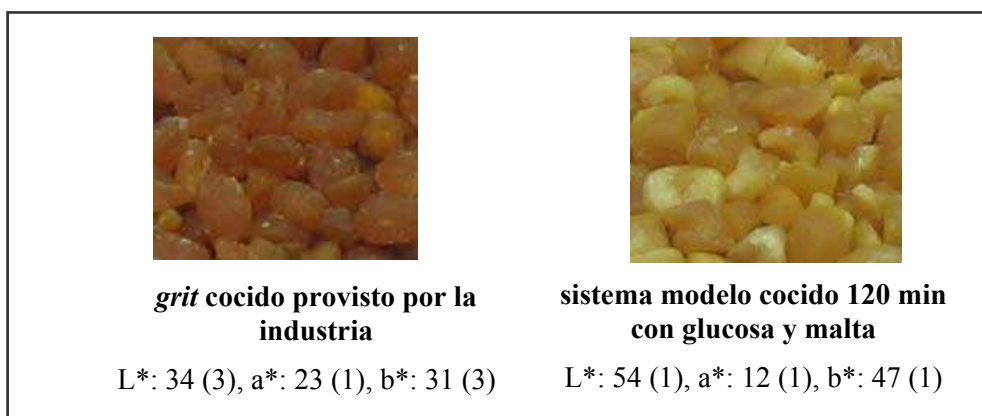 grit cocido provisto por la
industria
L*: 34 (3), a*: 23 (1), b*: 31 (3)
sistema modelo cocido 120 min
con glucosa y malta
L*: 54 (1), a*: 12 (1), b*: 47 (1)